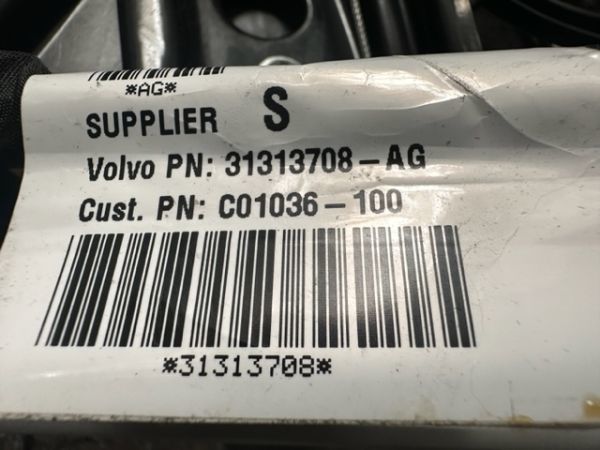 *AG*
SUPPLIER S
Volvo PN: 31313708-AG
Cust. PN: C01036-100
*31313708*